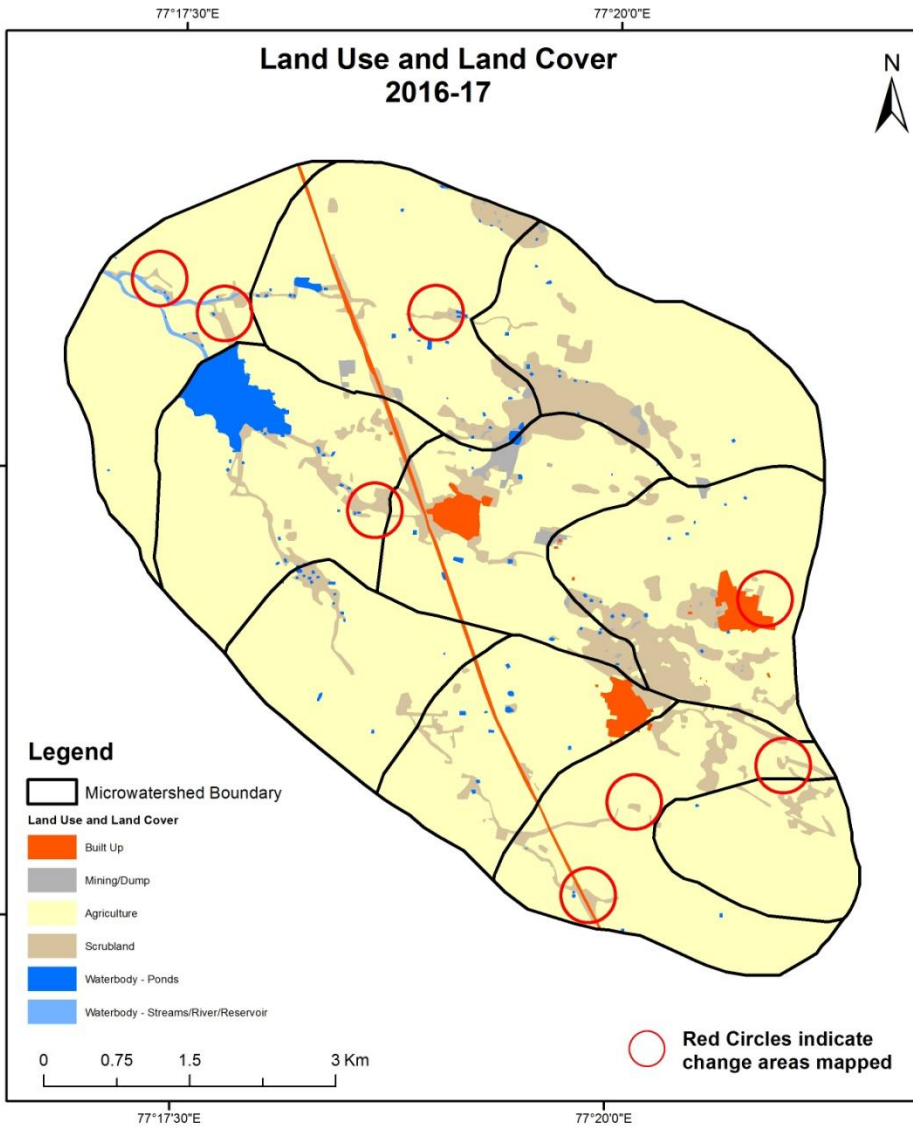 77°17'30"E
77°20'0"E
Land Use and Land Cover
2016-17
N
Legend
Microwatershed Boundary
Land Use and Land Cover
Built Up
Mining/Dump
Agriculture
Scrubland
Waterbody - Ponds
Waterbody - Streams/River/Reservoir
0 0.75 1.5 3 Km
Red Circles indicate
change areas mapped
77°17'30"E
77°20'0"E